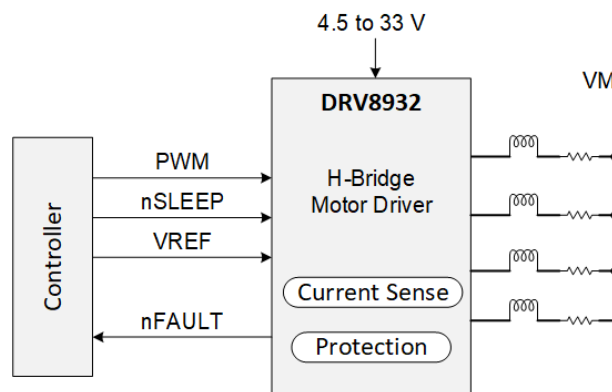 4.5 to 33 V
VM
DRV8932
H-Bridge
Motor Driver
Current Sense
Protection
Controller
PWM
nSLEEP
VREF
nFAULT